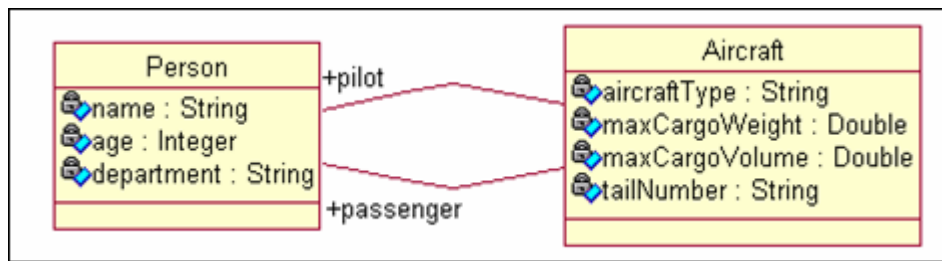 Person
name : String
age : Integer
department : String
+pilot
+passenger
Aircraft
aircraftType : String
maxCargoWeight : Double
maxCargoVolume : Double
tailNumber : String